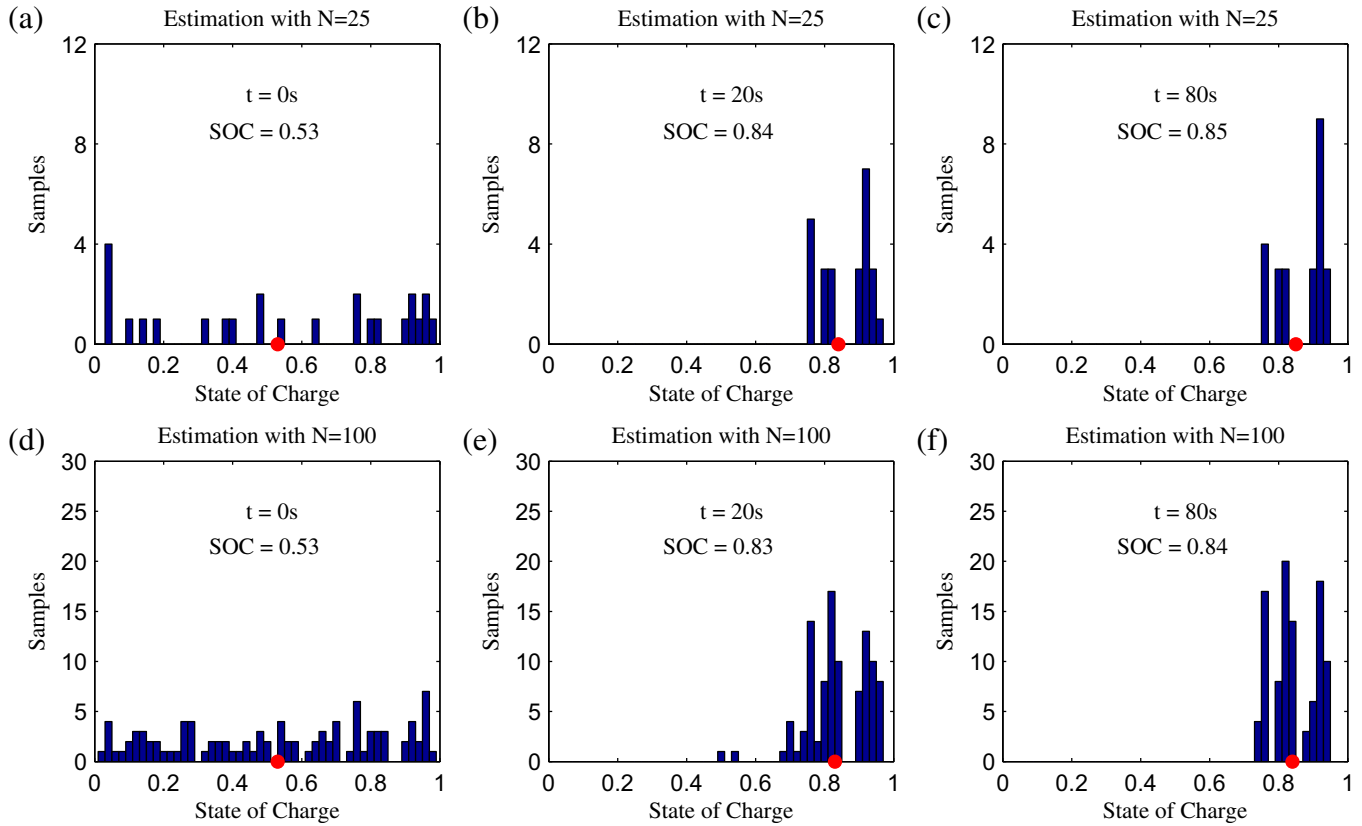 (a) Estimation with N=25
12
8
4
0
Samples
t = 0s
SOC = 0.53
0 0.2 0.4 0.6 0.8 1
State of Charge
(b) Estimation with N=25
12
8
4
0
Samples
t = 20s
SOC = 0.84
0 0.2 0.4 0.6 0.8 1
State of Charge
(c) Estimation with N=25
12
8
4
0
Samples
t = 80s
SOC = 0.85
0 0.2 0.4 0.6 0.8 1
State of Charge
(d) Estimation with N=100
30
25
20
15
10
5
0
Samples
t = 0s
SOC = 0.53
0 0.2 0.4 0.6 0.8 1
State of Charge
(e) Estimation with N=100
30
25
20
15
10
5
0
Samples
t = 20s
SOC = 0.83
0 0.2 0.4 0.6 0.8 1
State of Charge
(f) Estimation with N=100
30
25
20
15
10
5
0
Samples
t = 80s
SOC = 0.84
0 0.2 0.4 0.6 0.8 1
State of Charge